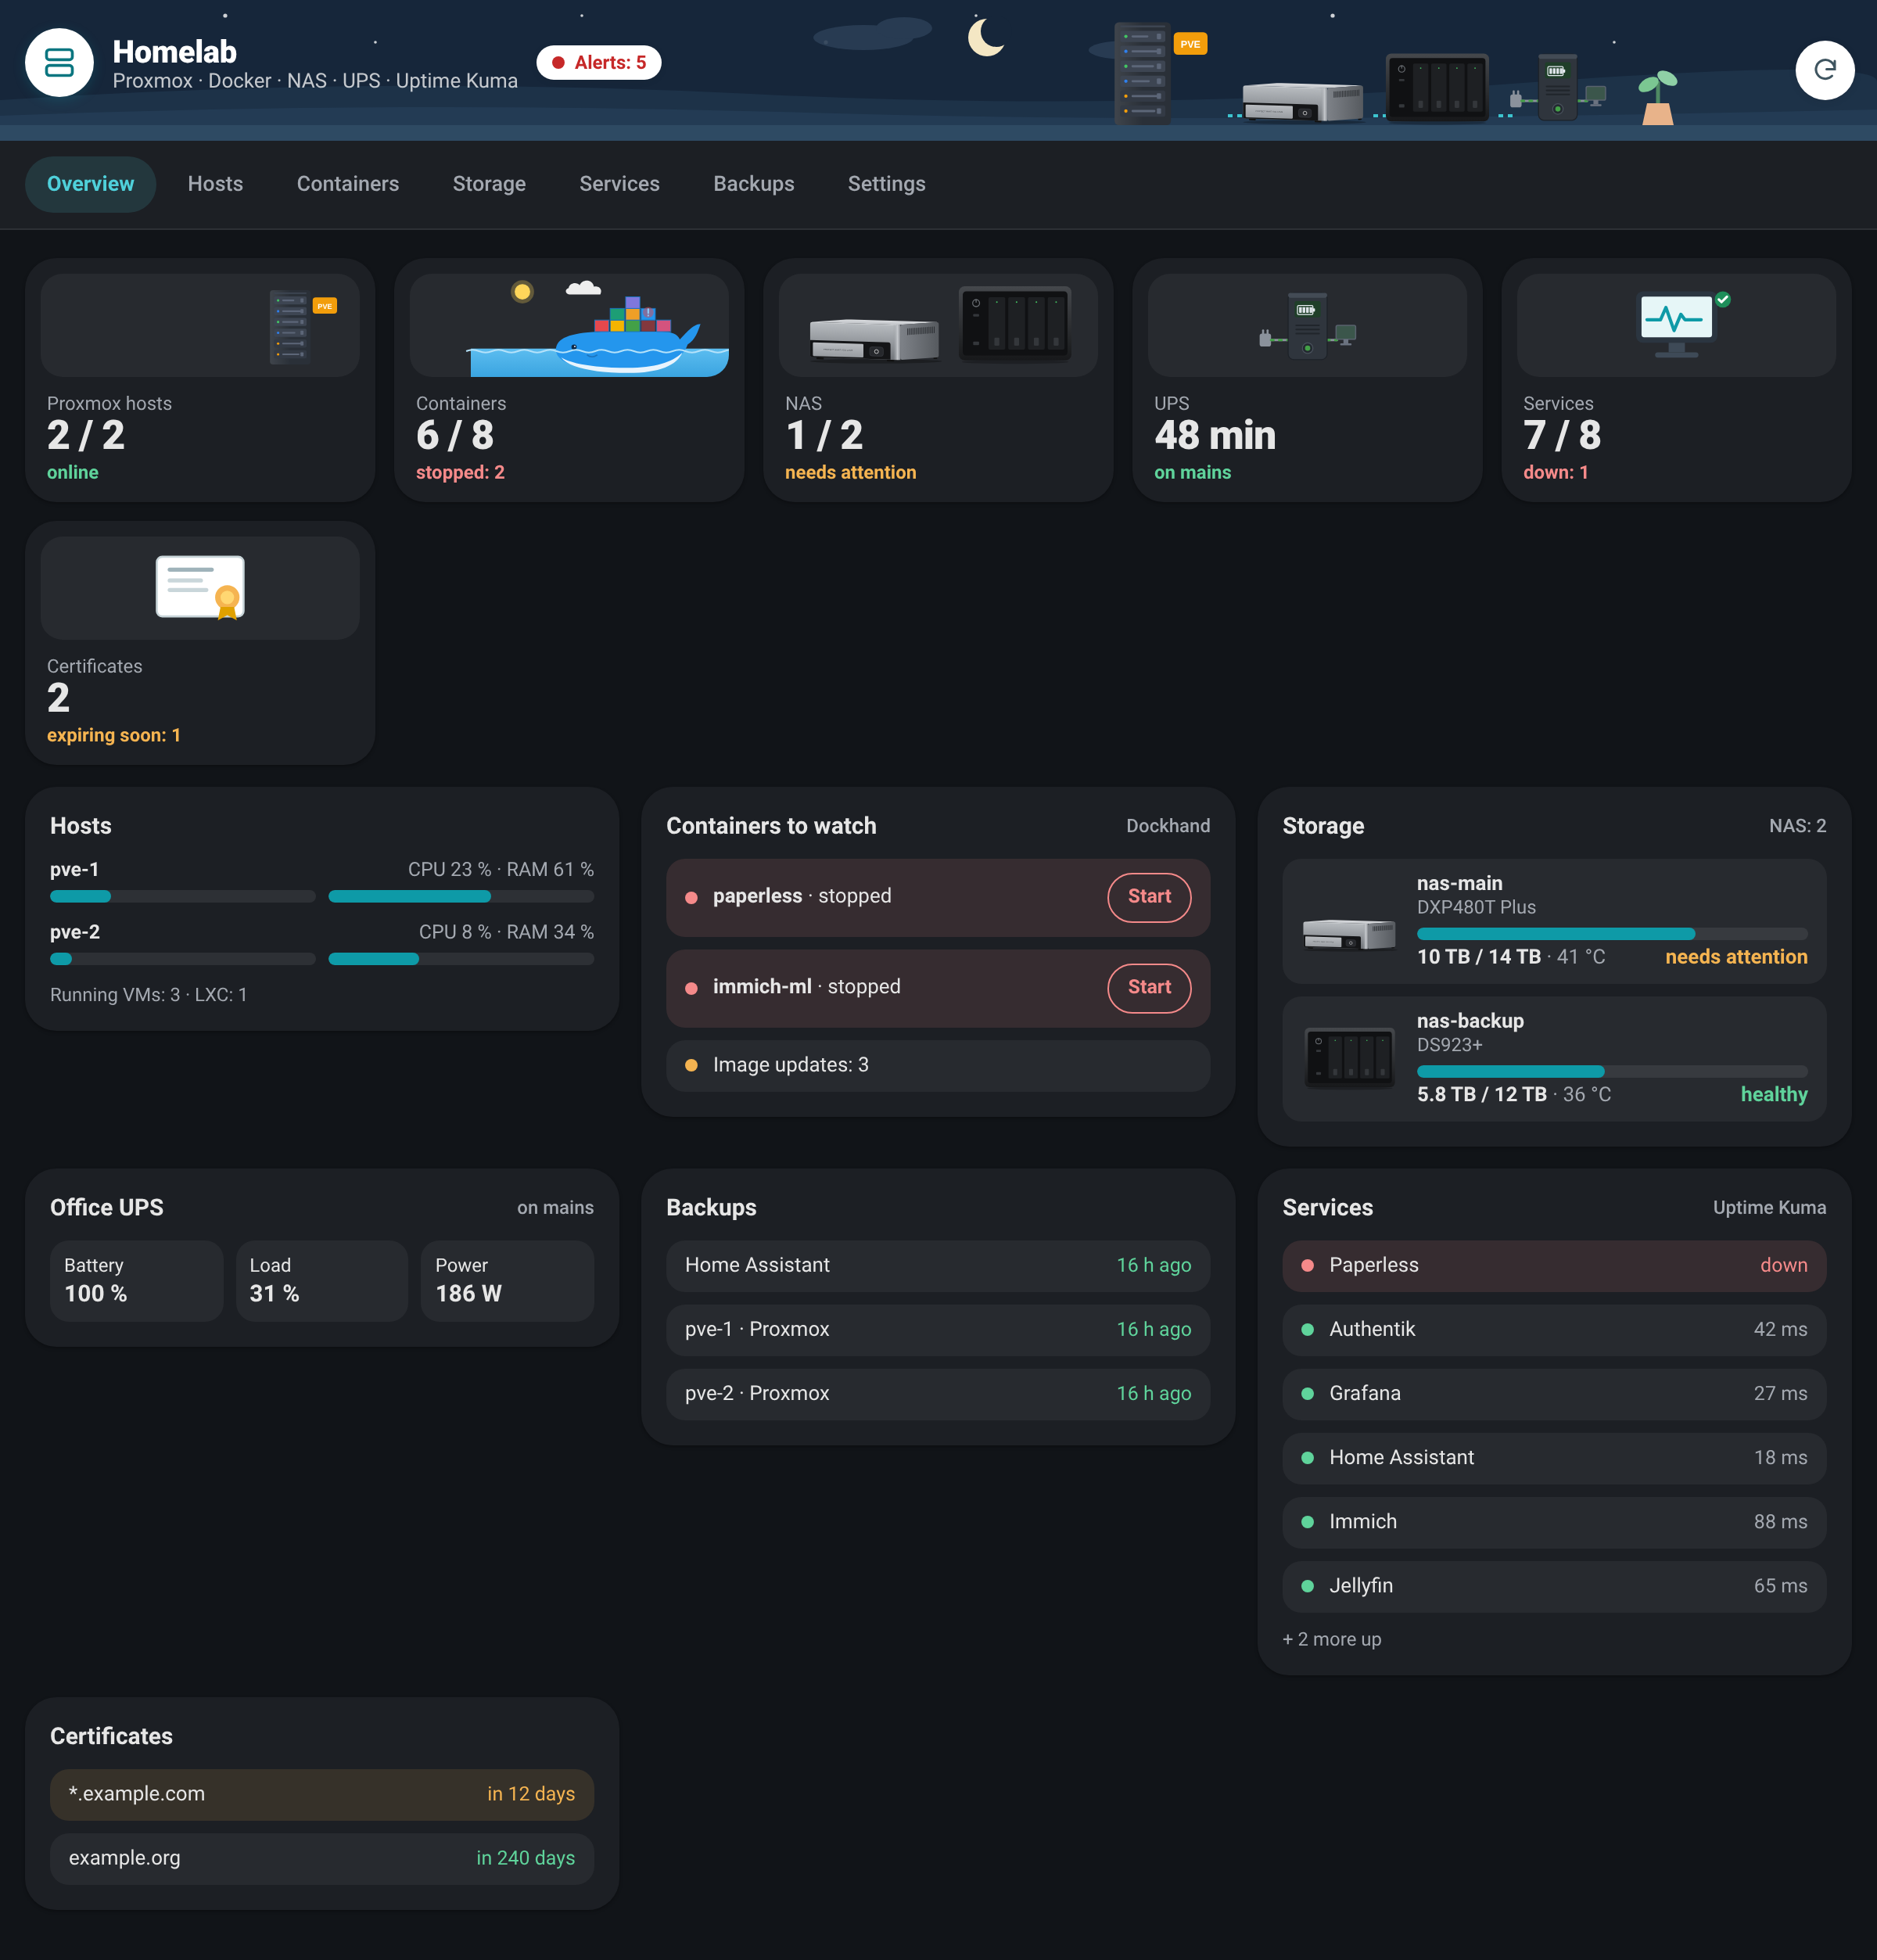 Homelab
Proxmox · Docker · NAS · UPS · Uptime Kuma
Alerts: 5
PVE
Overview
Hosts
Containers
Storage
Services
Backups
Settings
PVE
Proxmox hosts
2 / 2
online
Containers
6 / 8
stopped: 2
NAS
1 / 2
needs attention
UPS
48 min
on mains
Services
7 / 8
down: 1
Certificates
2
expiring soon: 1
Hosts
pve-1
CPU 23 % · RAM 61 %
pve-2
CPU 8 % · RAM 34 %
Running VMs: 3 · LXC: 1
Containers to watch
Dockhand
paperless · stopped
Start
immich-ml · stopped
Start
Image updates: 3
Storage
NAS: 2
nas-main
DXP480T Plus
10 TB / 14 TB · 41 °C
needs attention
nas-backup
DS923+
5.8 TB / 12 TB · 36 °C
healthy
Office UPS
on mains
Battery
100 %
Load
31 %
Power
186 W
Backups
Home Assistant
16 h ago
pve-1 · Proxmox
16 h ago
pve-2 · Proxmox
16 h ago
Services
Uptime Kuma
Paperless
down
Authentik
42 ms
Grafana
27 ms
Home Assistant
18 ms
Immich
88 ms
Jellyfin
65 ms
+ 2 more up
Certificates
*.example.com
in 12 days
example.org
in 240 days